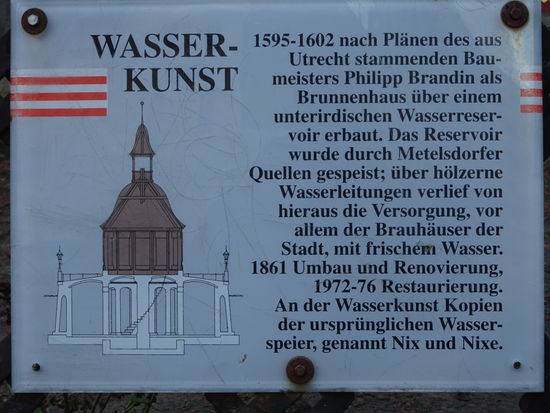 WASSER-
KUNST
1595-1602 nach Plänen des aus
Utrecht stammenden Bau-
meisters Philipp Brandin als
Brunnenhaus über einem
unterirdischen Wasserreser-
voir erbaut. Das Reservoir
wurde durch Metelsdorfer
Quellen gespeist; über hölzerne
Wasserleitungen verlief von
hieraus die Versorgung, vor
allem der Brauhäuser der
Stadt, mit frischem Wasser.
1861 Umbau und Renovierung,
1972-76 Restaurierung.
An der Wasserkunst Kopien
der ursprünglichen Wasser-
speier, genannt Nix und Nixe.